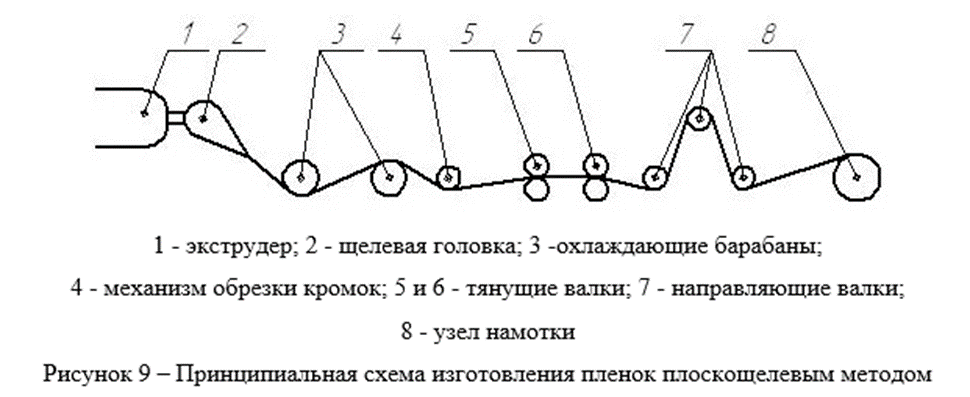 1 2 3 4 5 6 7 8
1 - экструдер; 2 - щелевая головка; 3 -охлаждающие барабаны;
4 - механизм обрезки кромок; 5 и 6 - тянущие валки; 7 - направляющие валки;
8 - узел намотки
Рисунок 9 – Принципиальная схема изготовления пленок плоскощелевым методом